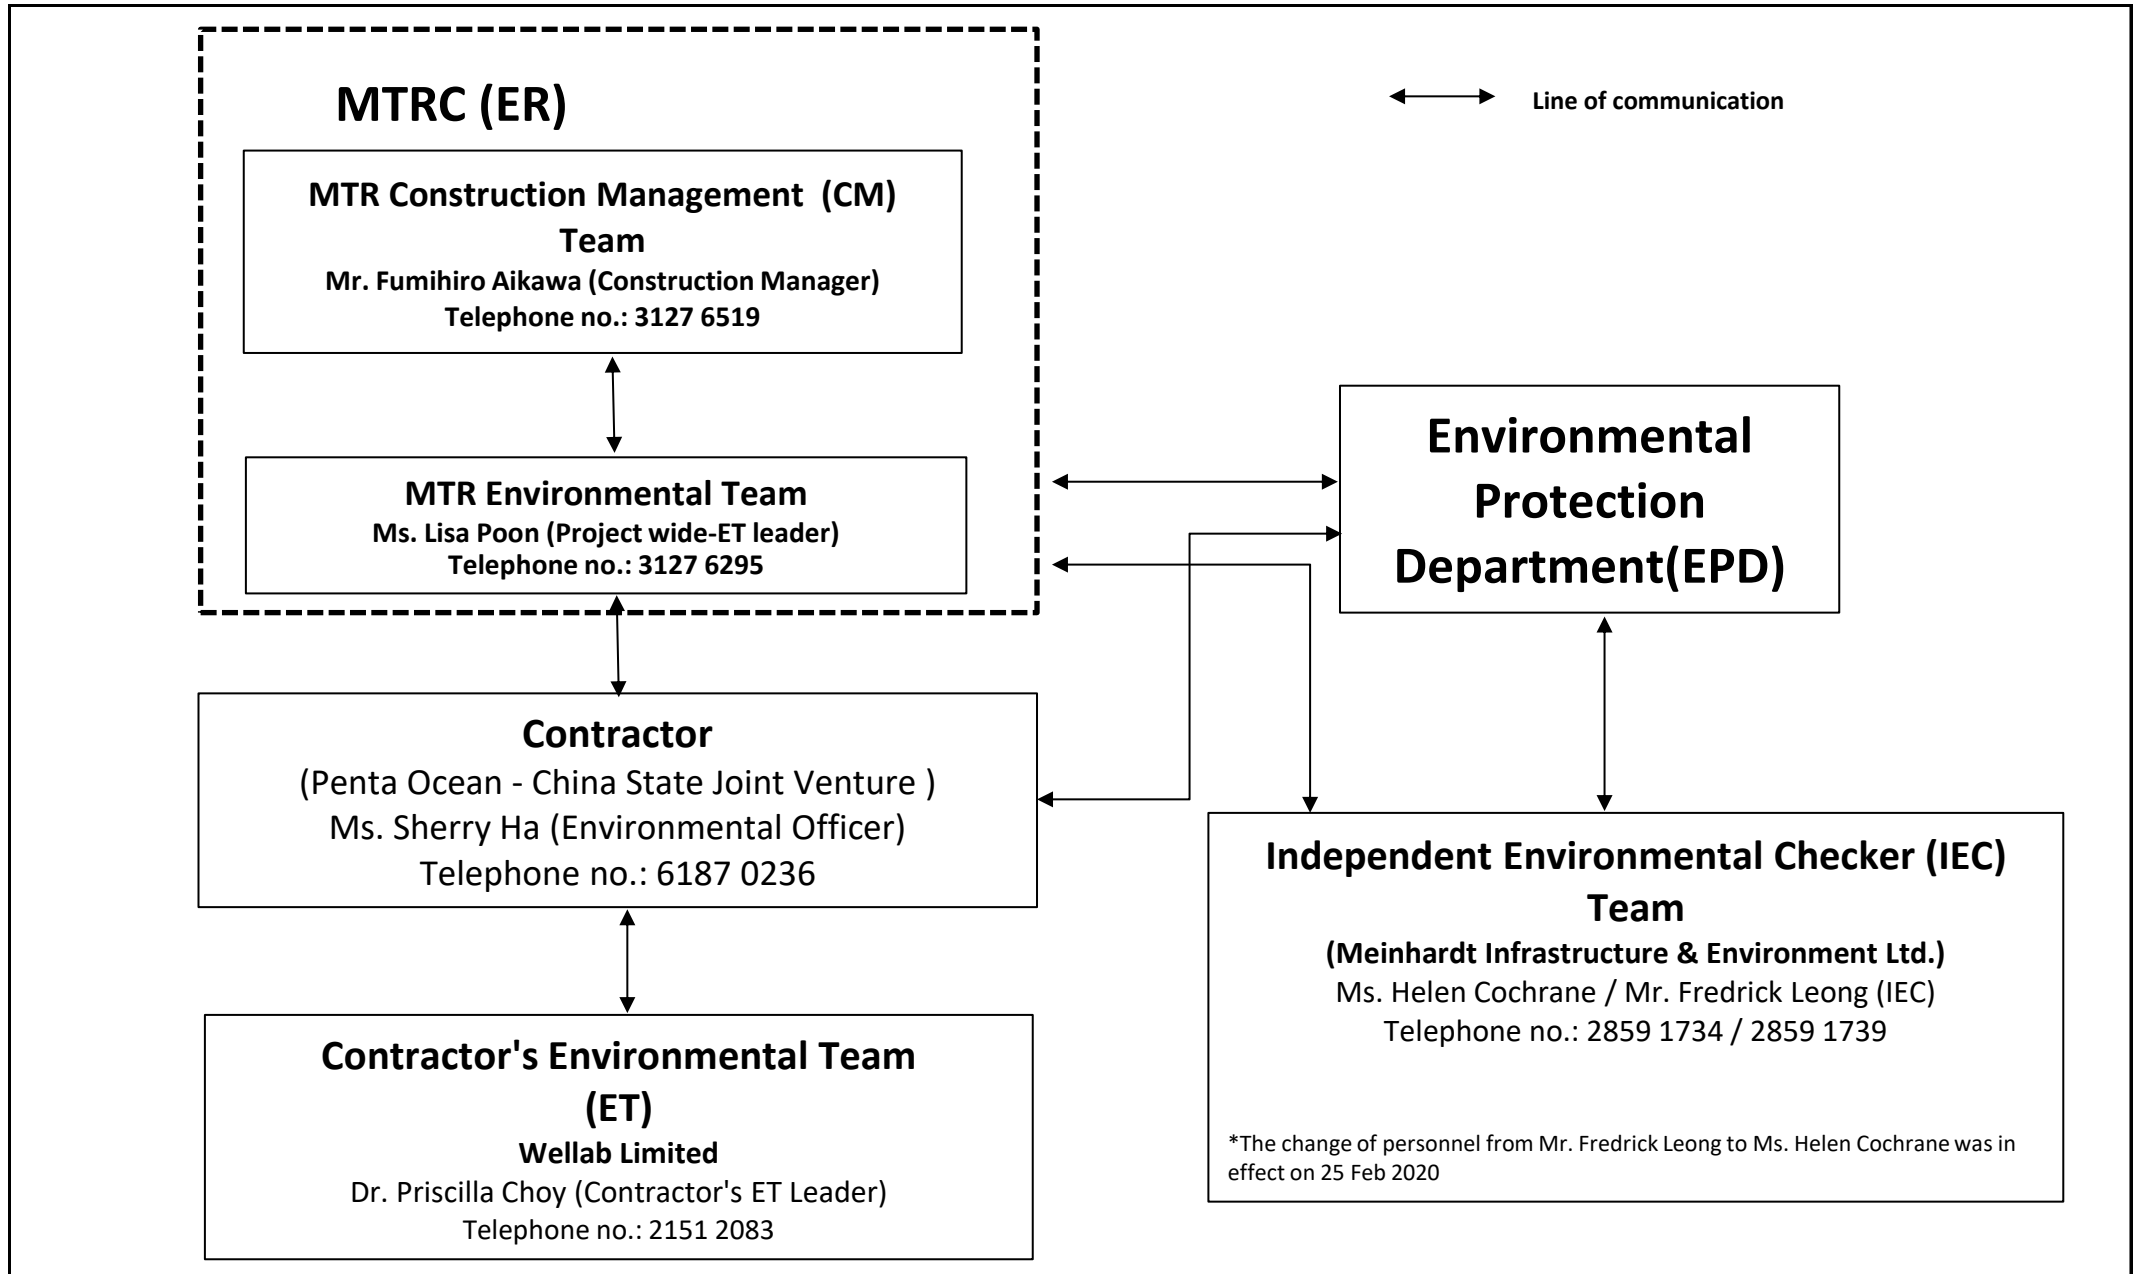 MTRC (ER)
Line of communication
MTR Construction Management  (CM)
Team
Mr. Fumihiro Aikawa (Construction Manager)
Telephone no.: 3127 6519
MTR Environmental Team
Ms. Lisa Poon (Project wide-ET leader)
Telephone no.: 3127 6295
Environmental
Protection
Department(EPD)
Contractor
(Penta Ocean - China State Joint Venture )
Ms. Sherry Ha (Environmental Officer)
Telephone no.: 6187 0236
Independent Environmental Checker (IEC)
Team
(Meinhardt Infrastructure & Environment Ltd.)
Ms. Helen Cochrane / Mr. Fredrick Leong (IEC)
Telephone no.: 2859 1734 / 2859 1739
*The change of personnel from Mr. Fredrick Leong to Ms. Helen Cochrane was in
effect on 25 Feb 2020
Contractor's Environmental Team
(ET)
Wellab Limited
Dr. Priscilla Choy (Contractor's ET Leader)
Telephone no.: 2151 2083